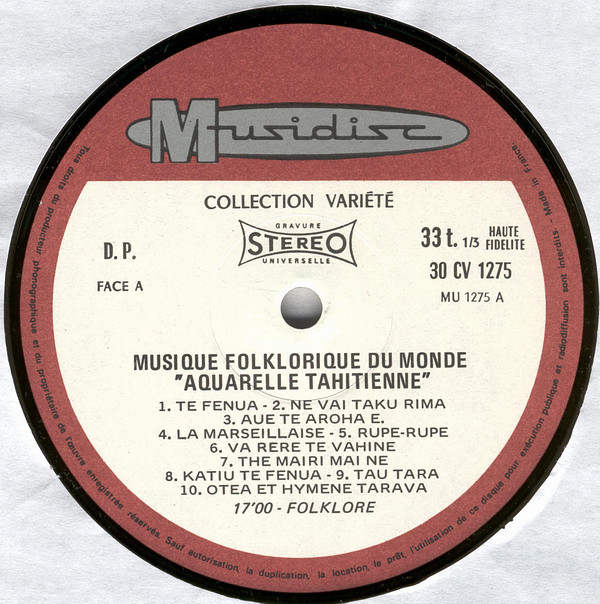 Musidisc
COLLECTION VARIÉTÉ
GRAVURE
STEREO
UNIVERSELLE
D. P.
FACE A
33 t. 1/3 HAUTE FIDELITE
30 CV 1275
MU 1275 A
MUSIQUE FOLKLORIQUE DU MONDE
"AQUARELLE TAHITIENNE"
1. TE FENUA - 2. NE VAI TAKU RIMA
3. AUE TE AROHA E.
4. LA MARSEILLAISE - 5. RUPE-RUPE
6. VA RERE TE VAHINE
7. THE MAIRI MAI NE
8. KATIU TE FENUA - 9. TAU TARA
10. OTEA ET HYMENE TARAVA
17'00 - FOLKLORE
Tous droits du producteur phonographique et du propriétaire de l'œuvre enregistrée réservés. Sauf autorisation, la duplication, la location, le prêt, l'utilisation de ce disque pour exécution publique et radiodiffusion sont interdits - Made in France